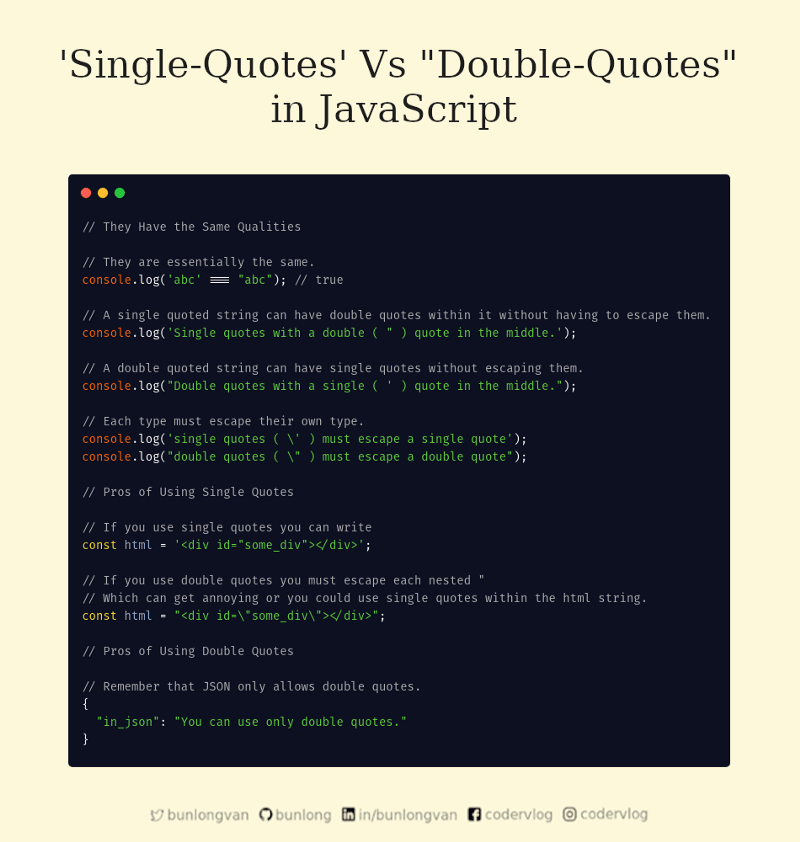 'Single-Quotes' Vs "Double-Quotes"
in JavaScript
// They Have the Same Qualities
// They are essentially the same.
console.log('abc' === "abc"); // true
// A single quoted string can have double quotes within it without having to escape them.
console.log('Single quotes with a double ( " ) quote in the middle.');
// A double quoted string can have single quotes without escaping them.
console.log("Double quotes with a single ( ' ) quote in the middle.");
// Each type must escape their own type.
console.log('single quotes ( \' ) must escape a single quote');
console.log("double quotes ( \" ) must escape a double quote");
// Pros of Using Single Quotes
// If you use single quotes you can write
const html = '<div id="some_div"></div>';
// If you use double quotes you must escape each nested "
// Which can get annoying or you could use single quotes within the html string.
const html = "<div id=\"some_div\"></div>";
// Pros of Using Double Quotes
// Remember that JSON only allows double quotes.
{
  "in_json": "You can use only double quotes."
}
bunlongvan bunlong in/bunlongvan codervlog codervlog